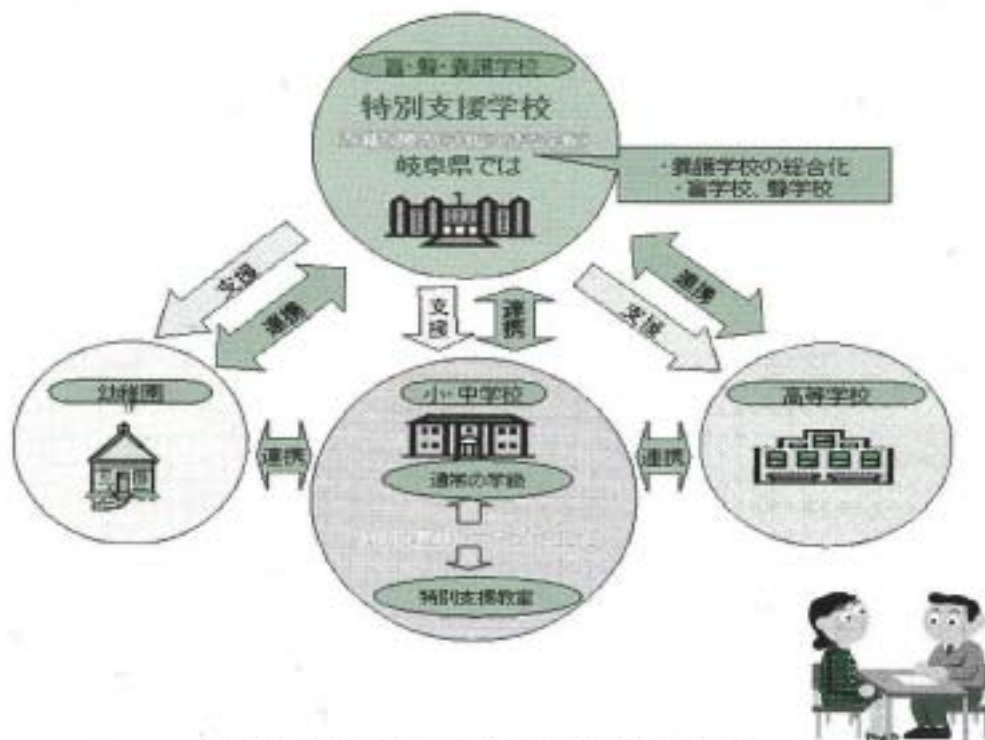 盲・聾・養護学校
特別支援学校
岐阜県では
・養護学校の総合化
・盲学校、聾学校
支援
連携
支援
連携
連携
支援
幼稚園
小・中学校
高等学校
連携
連携
通常の学級
特別支援教室